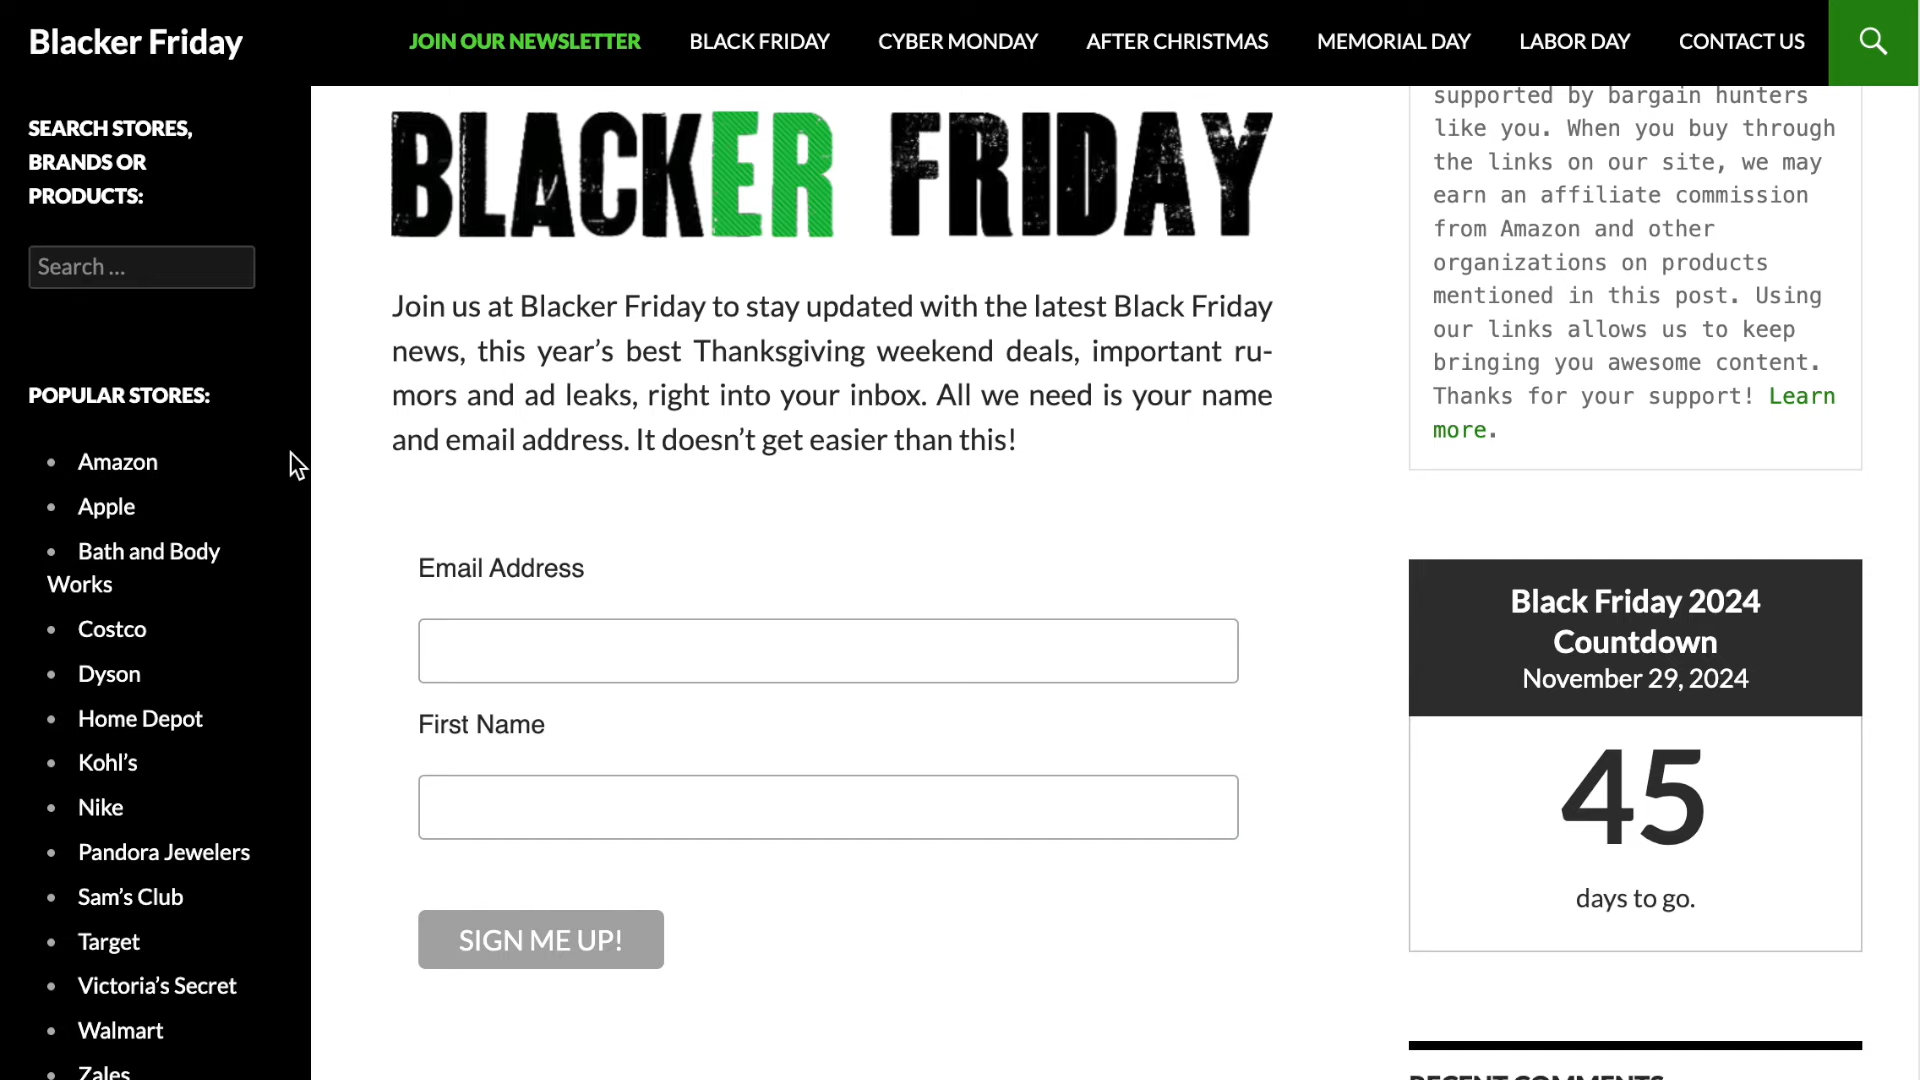 Blacker Friday
JOIN OUR NEWSLETTER
BLACK FRIDAY
CYBER MONDAY
AFTER CHRISTMAS
MEMORIAL DAY
LABOR DAY
CONTACT US
SEARCH STORES,
BRANDS OR
PRODUCTS:
Search ...
POPULAR STORES:
Amazon
Apple
Bath and Body
Works
Costco
Dyson
Home Depot
Kohl’s
Nike
Pandora Jewelers
Sam’s Club
Target
Victoria’s Secret
Walmart
Zales
BLACKER FRIDAY
Join us at Blacker Friday to stay updated with the latest Black Friday
news, this year’s best Thanksgiving weekend deals, important ru-
mors and ad leaks, right into your inbox. All we need is your name
and email address. It doesn’t get easier than this!
Email Address
First Name
SIGN ME UP!
supported by bargain hunters
like you. When you buy through
the links on our site, we may
earn an affiliate commission
from Amazon and other
organizations on products
mentioned in this post. Using
our links allows us to keep
bringing you awesome content.
Thanks for your support! Learn
more.
Black Friday 2024
Countdown
November 29, 2024
45
days to go.
RECENT COMMENTS